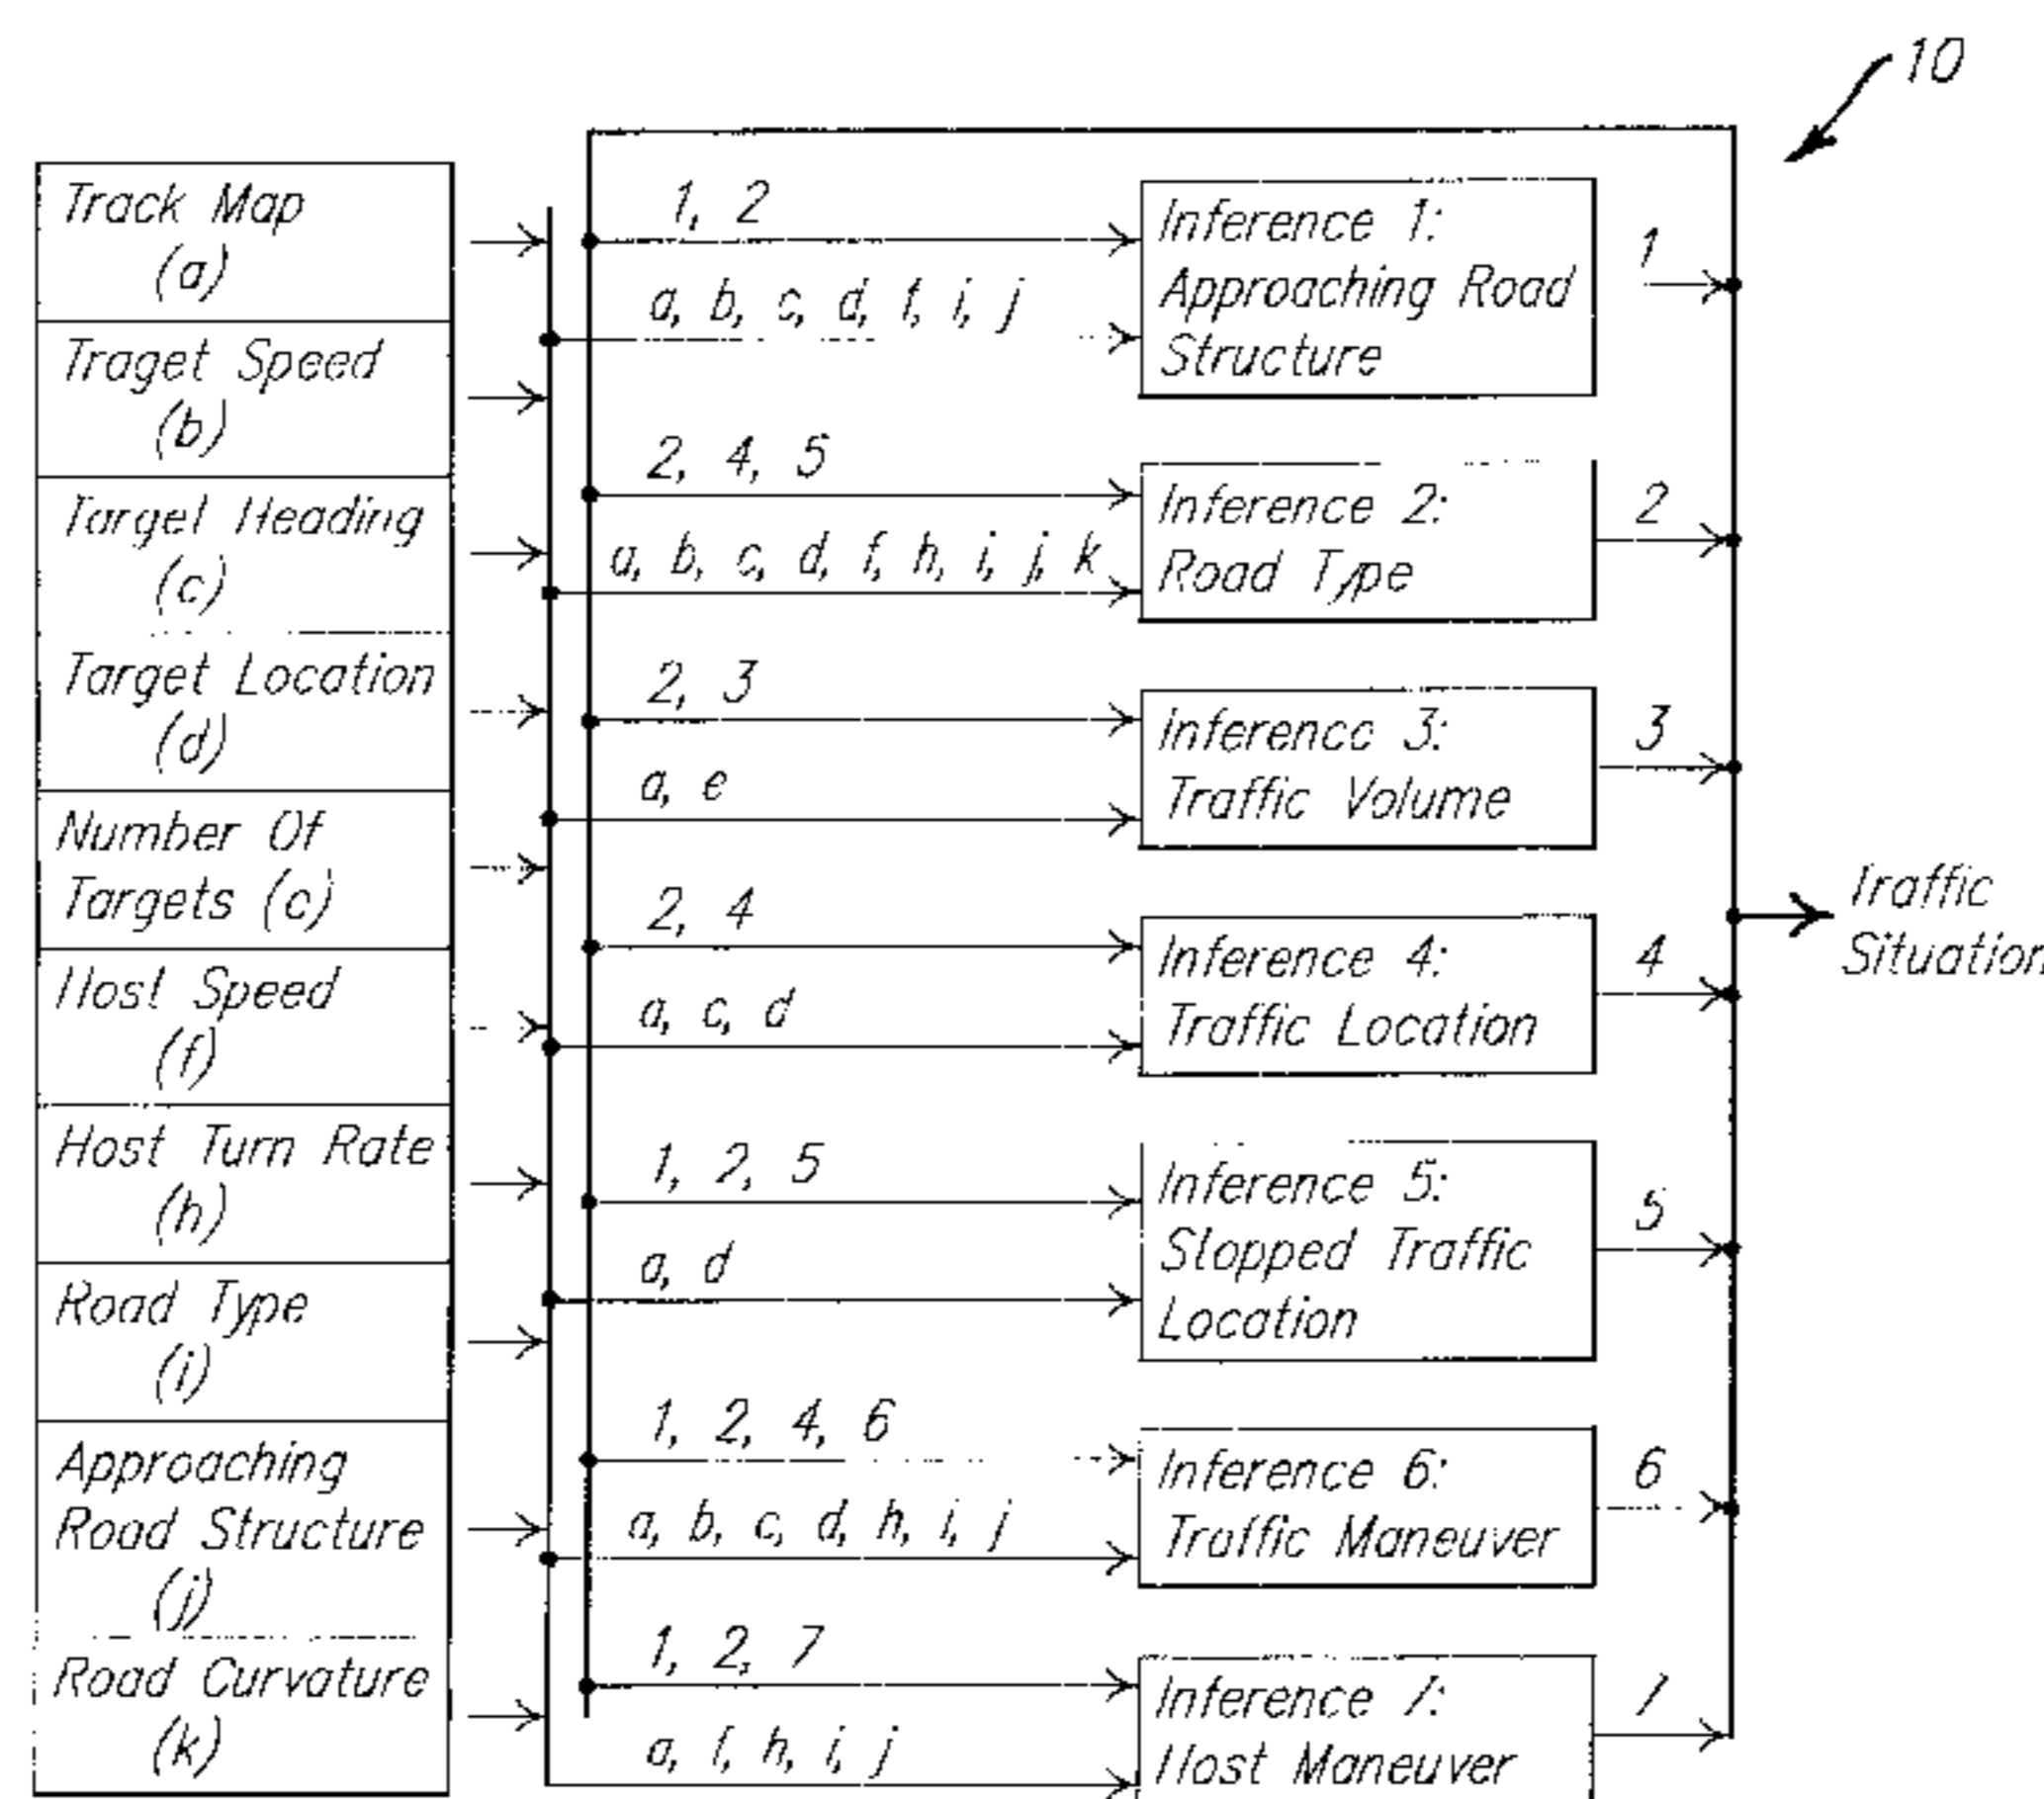 10
Track Map
(a)
Traget Speed
(b)
Target Heading
(c)
Target Location
(d)
Number Of
Targets (e)
Host Speed
(f)
Host Turn Rate
(h)
Road Type
(i)
Approaching
Road Structure
(j)
Road Curvature
(k)
1, 2
a, b, c, d, f, i, j
Inference 1:
Approaching Road
Structure
1
2, 4, 5
a, b, c, d, f, h, i, j, k
Inference 2:
Road Type
2
2, 3
a, e
Inference 3:
Traffic Volume
3
2, 4
a, c, d
Inference 4:
Traffic Location
4
1, 2, 5
a, d
Inference 5:
Stopped Traffic
Location
5
1, 2, 4, 6
a, b, c, d, h, i, j
Inference 6:
Traffic Maneuver
6
1, 2, 7
a, f, h, i, j
Inference 7:
Host Maneuver
7
Traffic
Situation